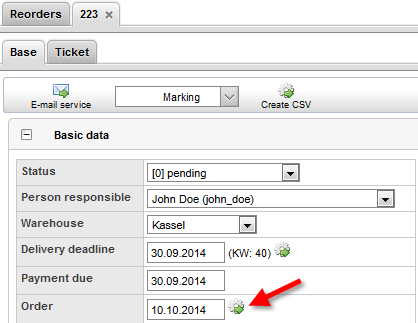 Reorders 223
Base Ticket
E-mail service Marking Create CSV
Basic data
Status [0] pending
Person responsible John Doe (john_doe)
Warehouse Kassel
Delivery deadline 30.09.2014 (KW: 40)
Payment due 30.09.2014
Order 10.10.2014